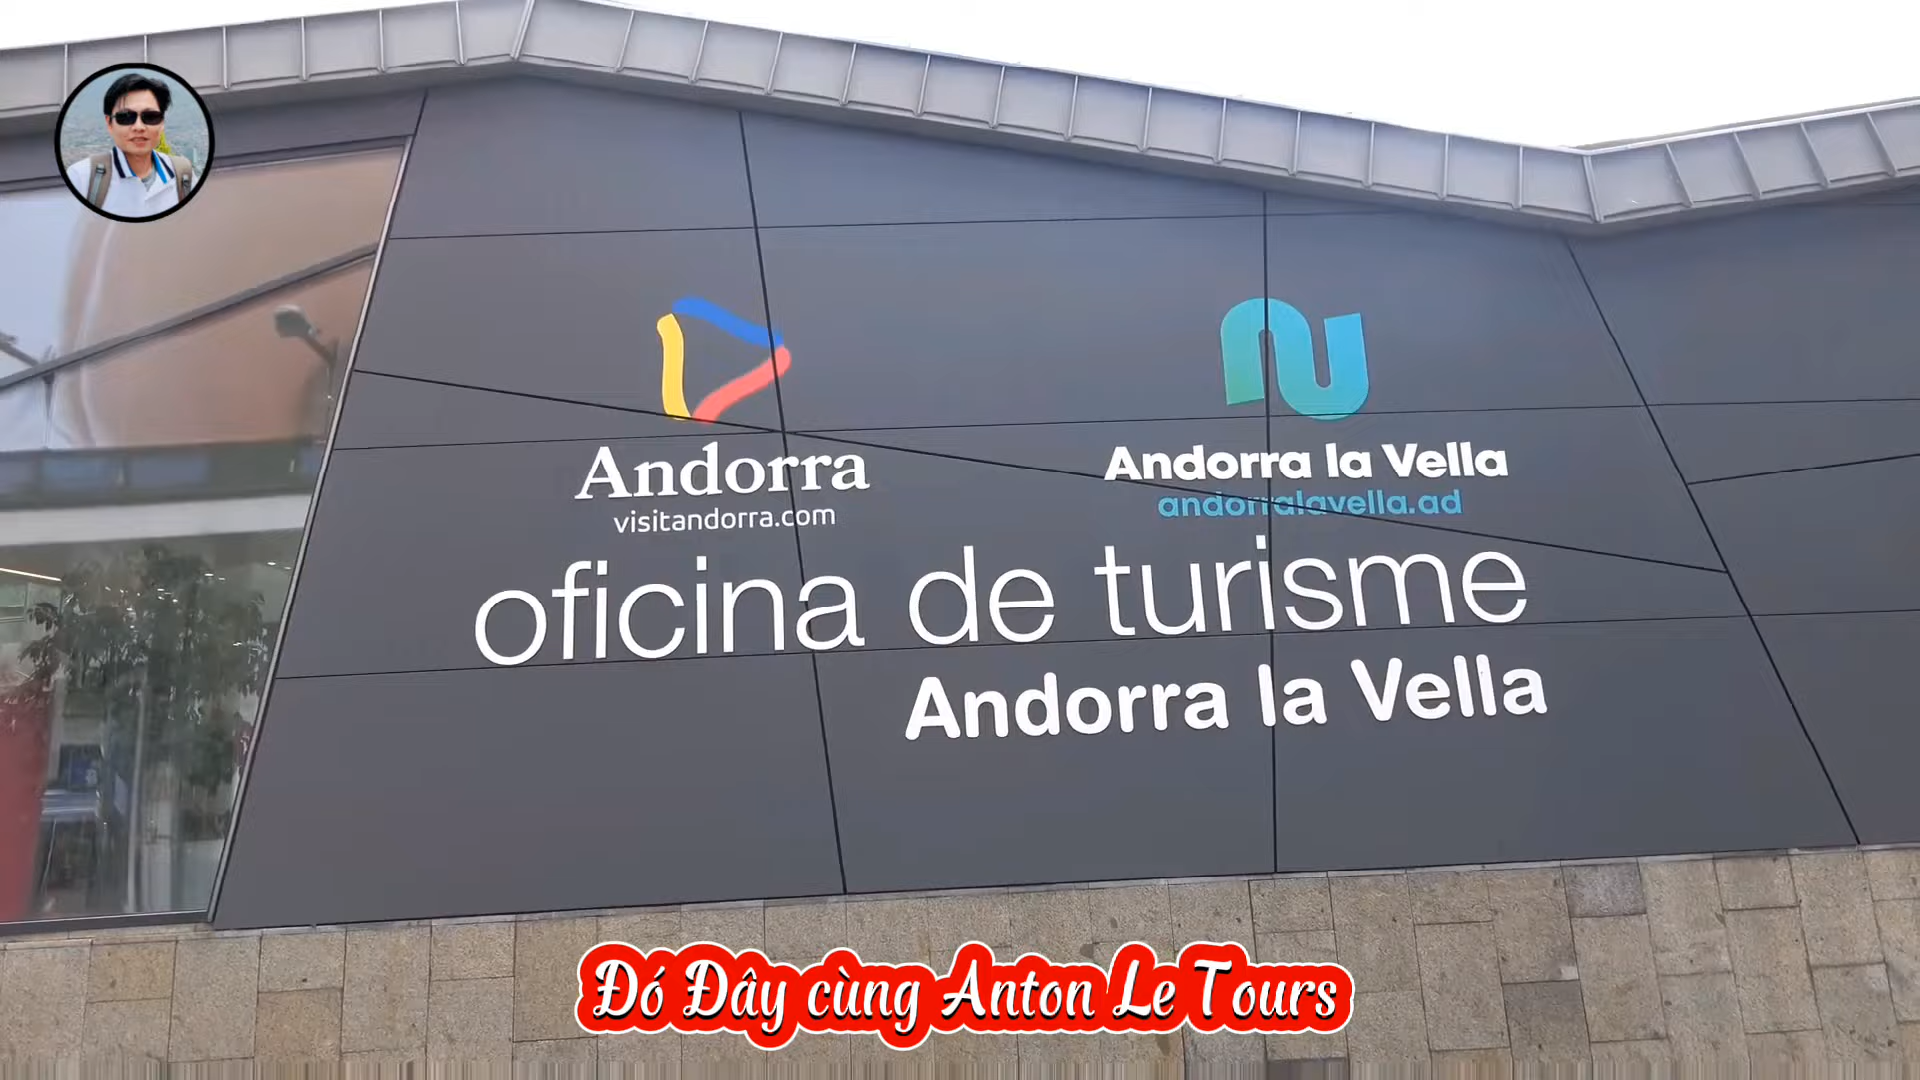 Andorra
visitandorra.com
Andorra la Vella
andorralavella.ad
oficina de turisme
Andorra la Vella
Đó Đây cùng Anton Le Tours